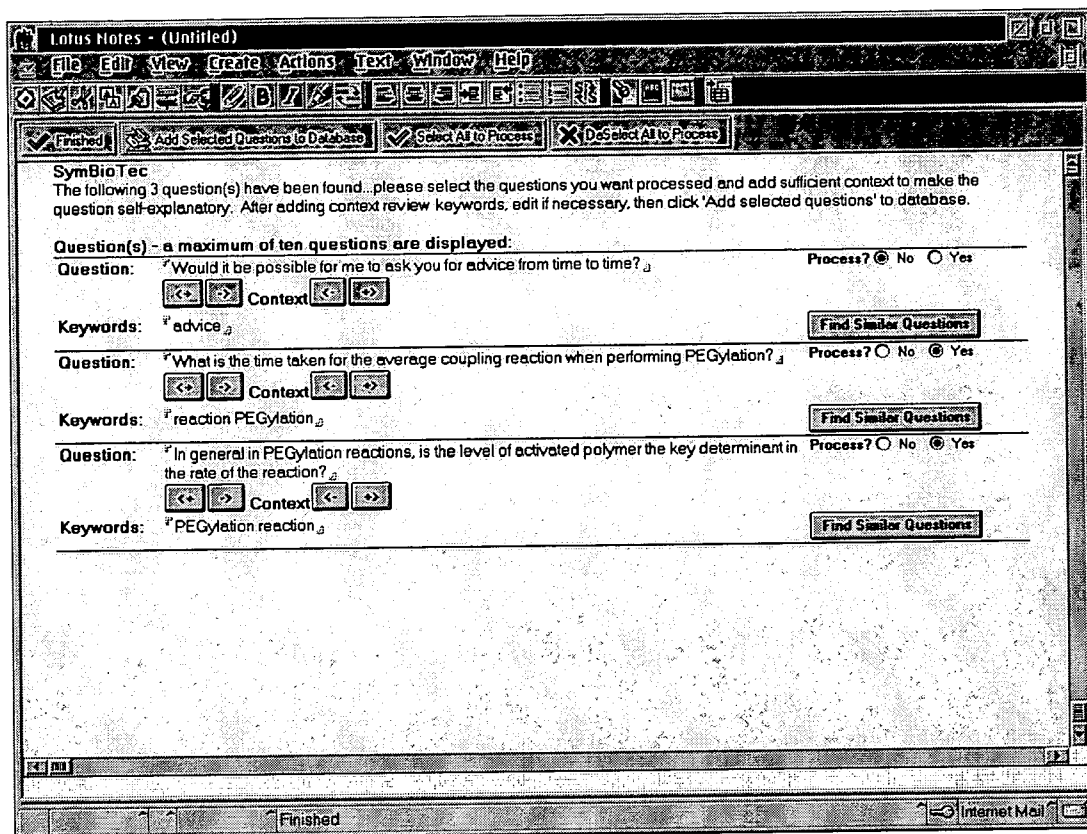 Lotus Notes - (Untitled)
File Edit View Create Actions Text Window Help
Finished Add Selected Questions to Database Select All to Process DeSelect All to Process
SymBioTec
The following 3 question(s) have been found...please select the questions you want processed and add sufficient context to make the
question self-explanatory. After adding context review keywords, edit if necessary, then click 'Add selected questions' to database.
Question(s) - a maximum of ten questions are displayed:
Question: Would it be possible for me to ask you for advice from time to time? Process? No Yes
<+ -> Context <- +>
Keywords: advice Find Similar Questions
Question: What is the time taken for the average coupling reaction when performing PEGylation? Process? No Yes
<+ -> Context <- +>
Keywords: reaction PEGylation Find Similar Questions
Question: In general in PEGylation reactions, is the level of activated polymer the key determinant in Process? No Yes
the rate of the reaction?
<+ -> Context <- +>
Keywords: PEGylation reaction Find Similar Questions
Finished Internet Mail